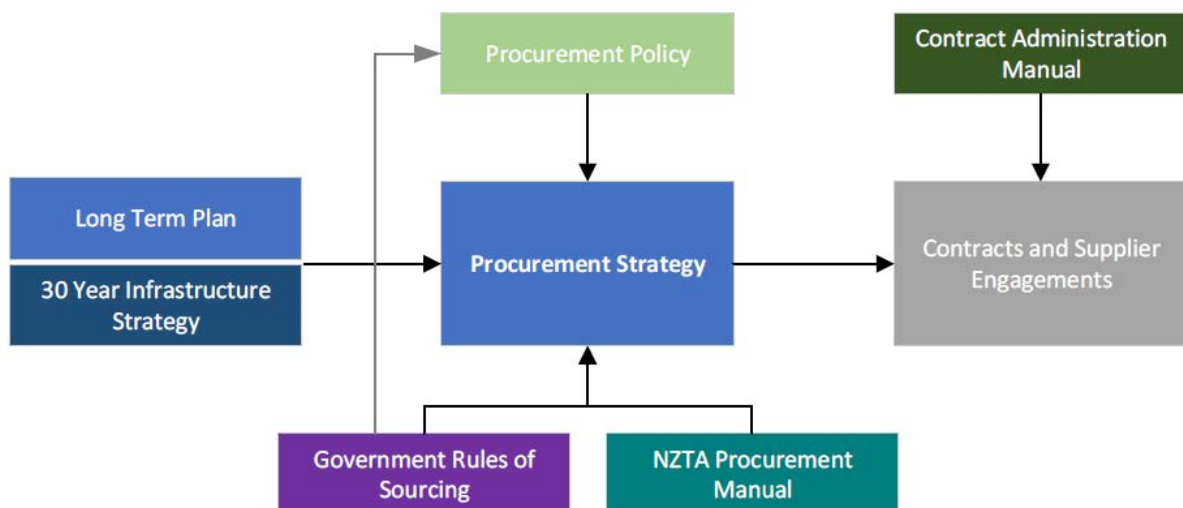 Procurement Policy
Contract Administration
Manual
Long Term Plan
30 Year Infrastructure
Strategy
Procurement Strategy
Contracts and Supplier
Engagements
Government Rules of
Sourcing
NZTA Procurement
Manual